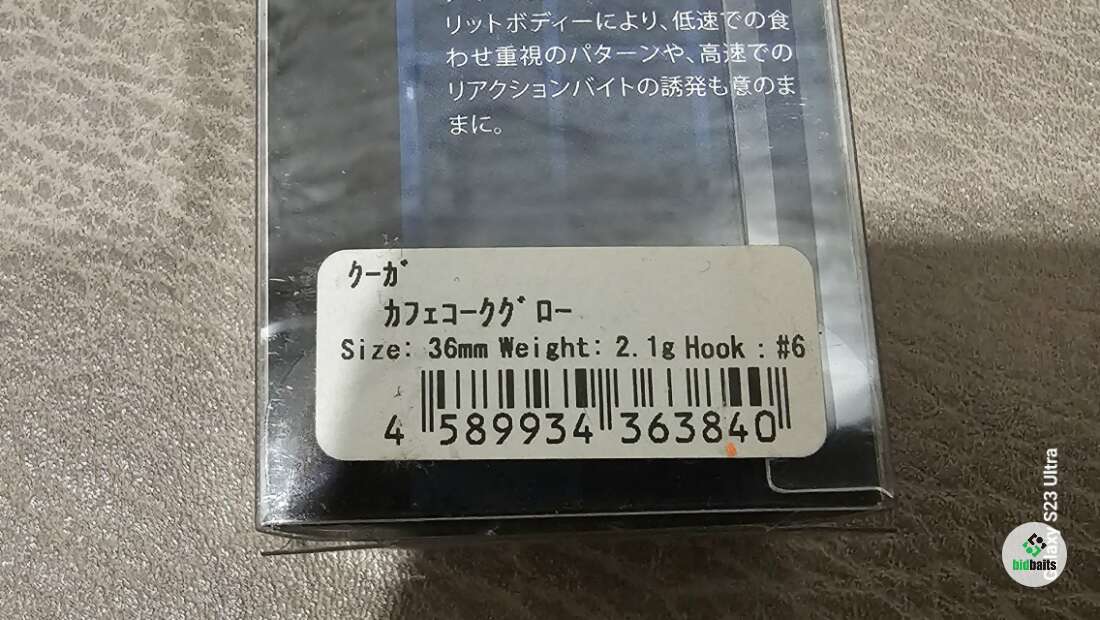 リットボディーにより、低速での食
わせ重視のパターンや、高速での
リアクションバイトの誘発も意のま
まに。
クーガ
カフェコークグロー
Size: 36mm Weight: 2.1g Hook : #6
4 589934 363840
Galaxy S23 Ultra
bidbaits